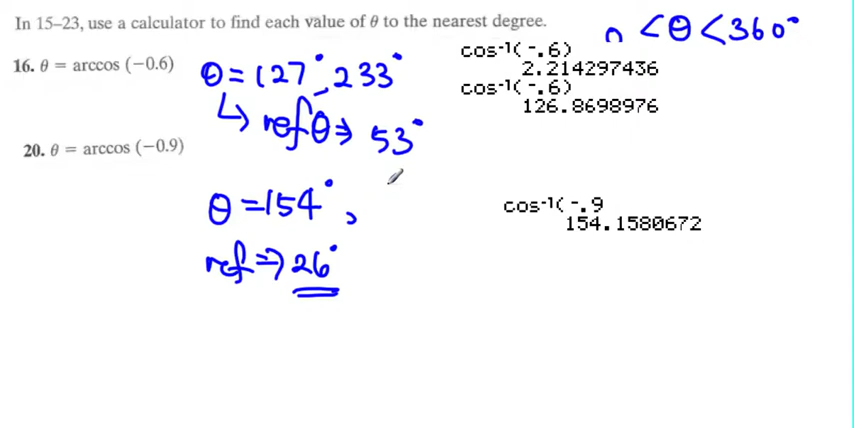 In 15–23, use a calculator to find each value of θ to the nearest degree.
0 < θ < 360°
16. θ = arccos (−0.6)
θ = 127°, 233°
↳ ref θ ⇒ 53°
cos⁻¹(-.6)
2.214297436
cos⁻¹(-.6)
126.8698976
20. θ = arccos (−0.9)
θ = 154°,
ref ⇒ 26°
cos⁻¹(-.9
154.1580672